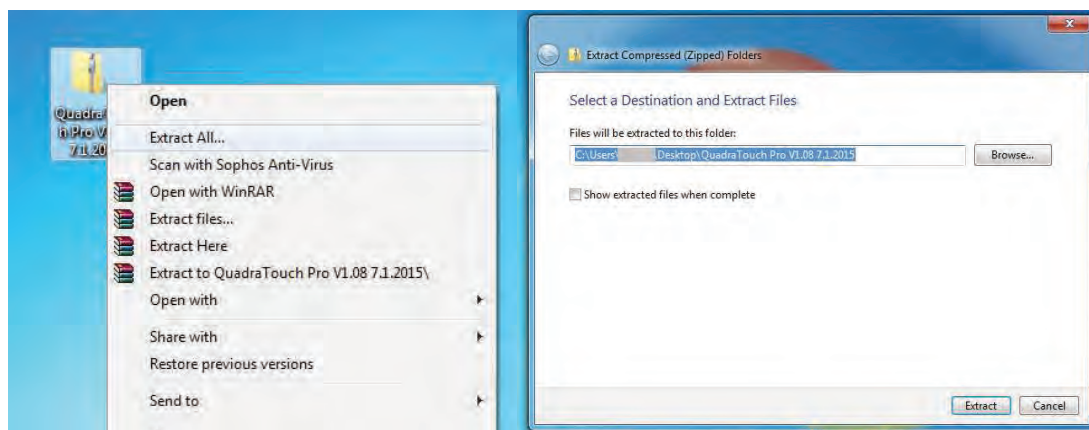 Open
Extract All...
Scan with Sophos Anti-Virus
Open with WinRAR
Extract files...
Extract Here
Extract to QuadraTouch Pro V1.08 7.1.2015\
Open with
Share with
Restore previous versions
Send to
Extract Compressed (Zipped) Folders
Select a Destination and Extract Files
Files will be extracted to this folder:
C:\Users\ .Desktop\QuadraTouch Pro V1.08 7.1.2015
Browse...
Show extracted files when complete
Extract Cancel